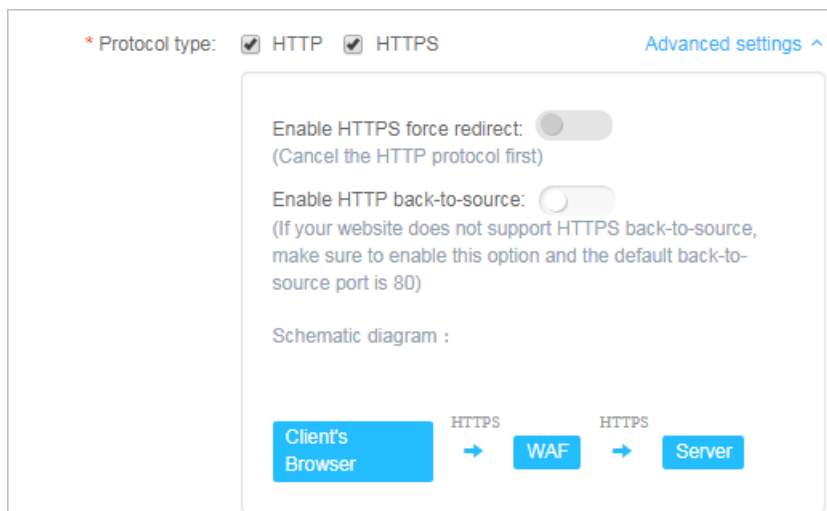 * Protocol type: HTTP HTTPS Advanced settings
Enable HTTPS force redirect:
(Cancel the HTTP protocol first)
Enable HTTP back-to-source:
(If your website does not support HTTPS back-to-source,
make sure to enable this option and the default back-to-
source port is 80)
Schematic diagram :
HTTPS HTTPS
Client's
Browser
WAF
Server